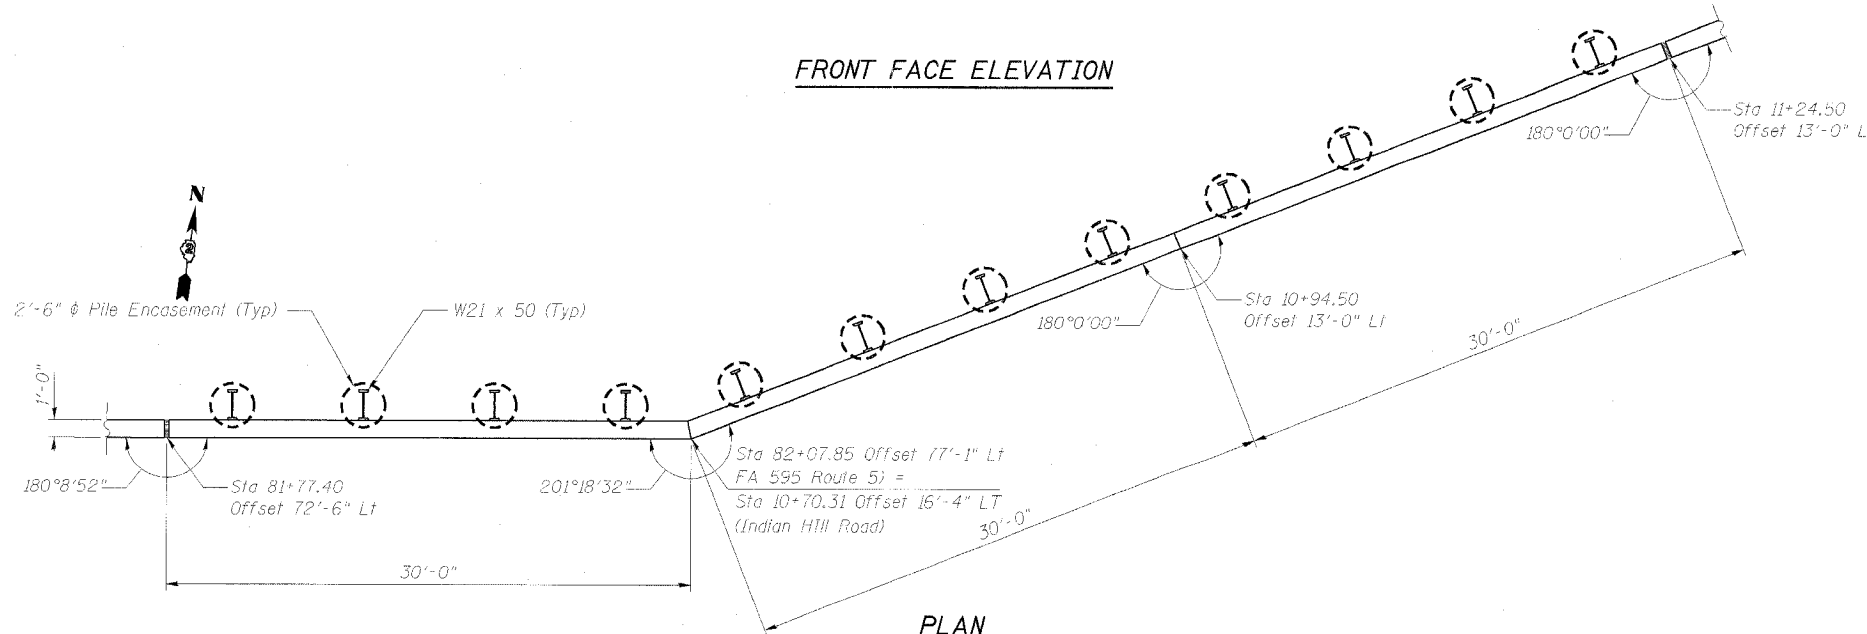 FRONT FACE ELEVATION
N
2
2'-6" ϕ Pile Encasement (Typ)
W21 x 50 (Typ)
1'-0"
180°8'52"
Sta 81+77.40
Offset 72'-6" Lt
30'-0"
201°18'32"
Sta 82+07.85 Offset 77'-1" Lt
FA 595 Route 5) =
Sta 10+70.31 Offset 16'-4" LT
(Indian Hill Road)
30'-0"
180°0'00"
Sta 10+94.50
Offset 13'-0" Lt
30'-0"
180°0'00"
Sta 11+24.50
Offset 13'-0" L
PLAN